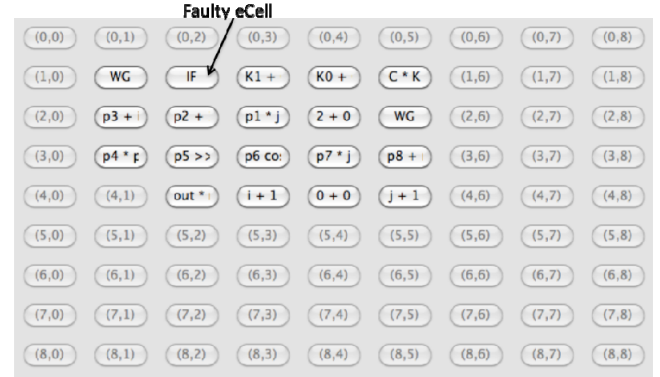 Faulty eCell
(0,0) (0,1) (0,2) (0,3) (0,4) (0,5) (0,6) (0,7) (0,8)
(1,0) WG IF K1 + K0 + C * K (1,6) (1,7) (1,8)
(2,0) p3 + p2 + p1 * j 2 + 0 WG (2,6) (2,7) (2,8)
(3,0) p4 * p p5 >> p6 co: p7 * j p8 + (3,6) (3,7) (3,8)
(4,0) (4,1) out * i + 1 0 + 0 j + 1 (4,6) (4,7) (4,8)
(5,0) (5,1) (5,2) (5,3) (5,4) (5,5) (5,6) (5,7) (5,8)
(6,0) (6,1) (6,2) (6,3) (6,4) (6,5) (6,6) (6,7) (6,8)
(7,0) (7,1) (7,2) (7,3) (7,4) (7,5) (7,6) (7,7) (7,8)
(8,0) (8,1) (8,2) (8,3) (8,4) (8,5) (8,6) (8,7) (8,8)